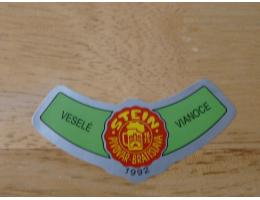 VESELÉ
STEIN
PIVOVAR-BRATISLAVA
VIANOCE
1992